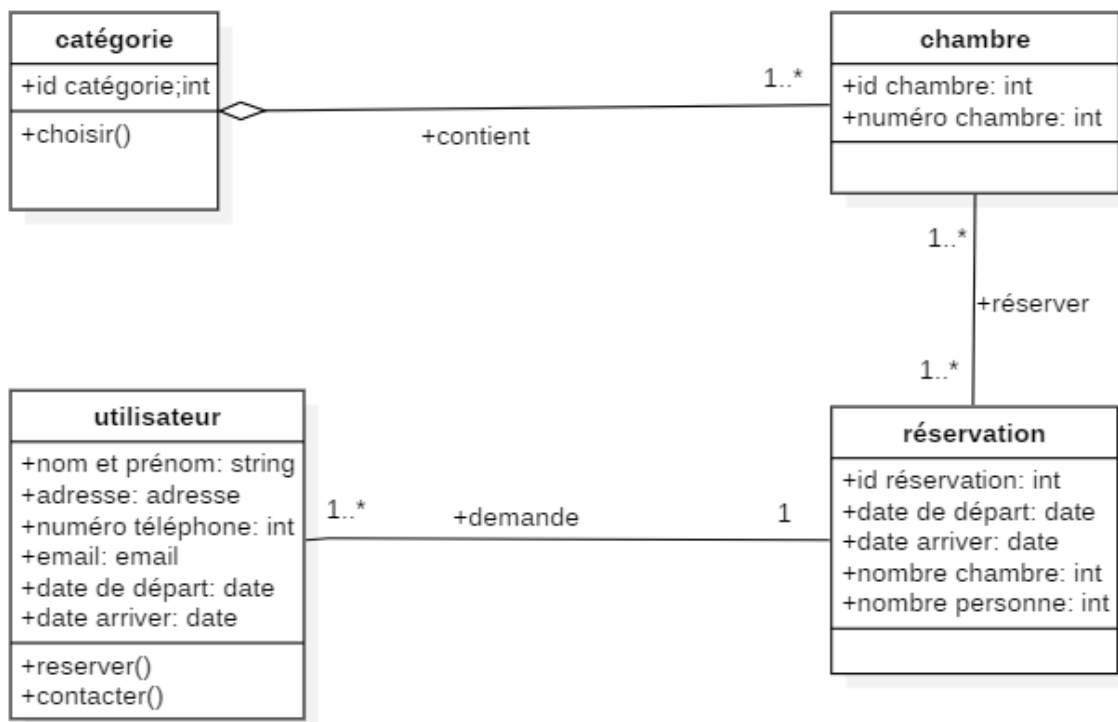 catégorie
+id catégorie;int
+choisir()
1..*
+contient
chambre
+id chambre: int
+numéro chambre: int
1..*
+réserver
1..*
utilisateur
+nom et prénom: string
+adresse: adresse
+numéro téléphone: int
+email: email
+date de départ: date
+date arriver: date
+reserver()
+contacter()
1..*
+demande
1
réservation
+id réservation: int
+date de départ: date
+date arriver: date
+nombre chambre: int
+nombre personne: int